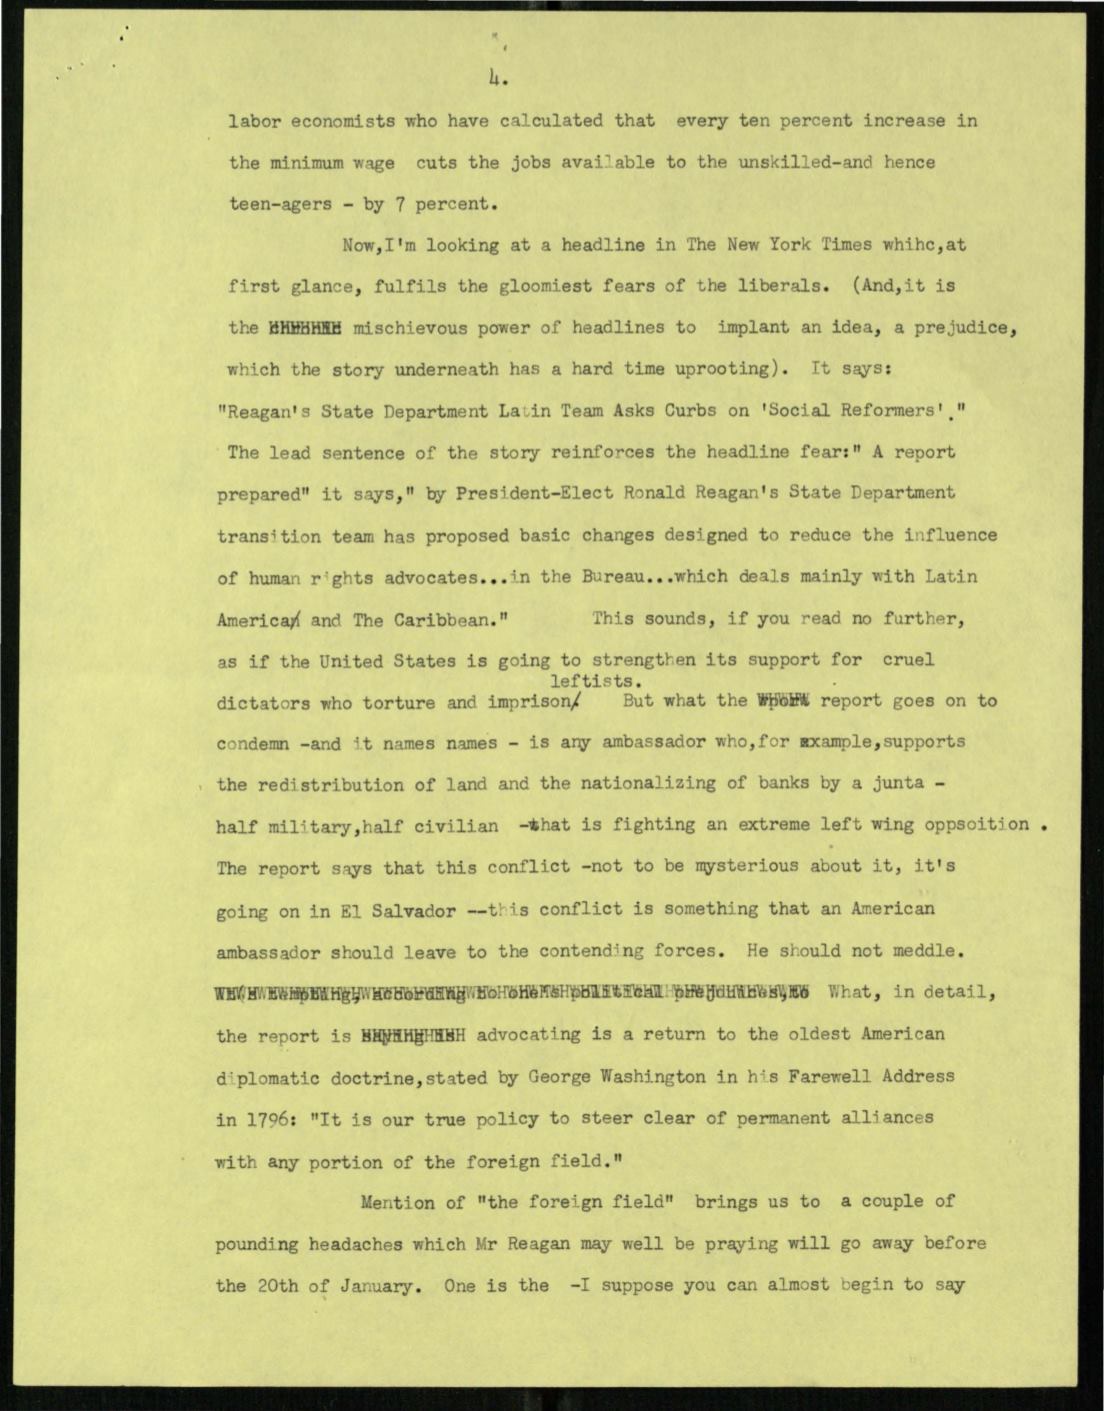 4.
labor economists who have calculated that every ten percent increase in
the minimum wage cuts the jobs available to the unskilled-and hence
teen-agers - by 7 percent.
Now,I'm looking at a headline in The New York Times whihc,at
first glance, fulfils the gloomiest fears of the liberals. (And,it is
the mischievous power of headlines to implant an idea, a prejudice,
which the story underneath has a hard time uprooting). It says:
"Reagan's State Department Latin Team Asks Curbs on 'Social Reformers'."
The lead sentence of the story reinforces the headline fear:" A report
prepared" it says," by President-Elect Ronald Reagan's State Department
transition team has proposed basic changes designed to reduce the influence
of human rights advocates...in the Bureau...which deals mainly with Latin
America and The Caribbean." This sounds, if you read no further,
as if the United States is going to strengthen its support for cruel
leftists.
dictators who torture and imprison/ But what the report goes on to
condemn -and it names names - is any ambassador who,for example,supports
the redistribution of land and the nationalizing of banks by a junta -
half military,half civilian -that is fighting an extreme left wing oppsoition .
The report says that this conflict -not to be mysterious about it, it's
going on in El Salvador --this conflict is something that an American
ambassador should leave to the contending forces. He should not meddle.
What, in detail,
the report is advocating is a return to the oldest American
diplomatic doctrine,stated by George Washington in his Farewell Address
in 1796: "It is our true policy to steer clear of permanent alliances
with any portion of the foreign field."
Mention of "the foreign field" brings us to a couple of
pounding headaches which Mr Reagan may well be praying will go away before
the 20th of January. One is the -I suppose you can almost begin to say